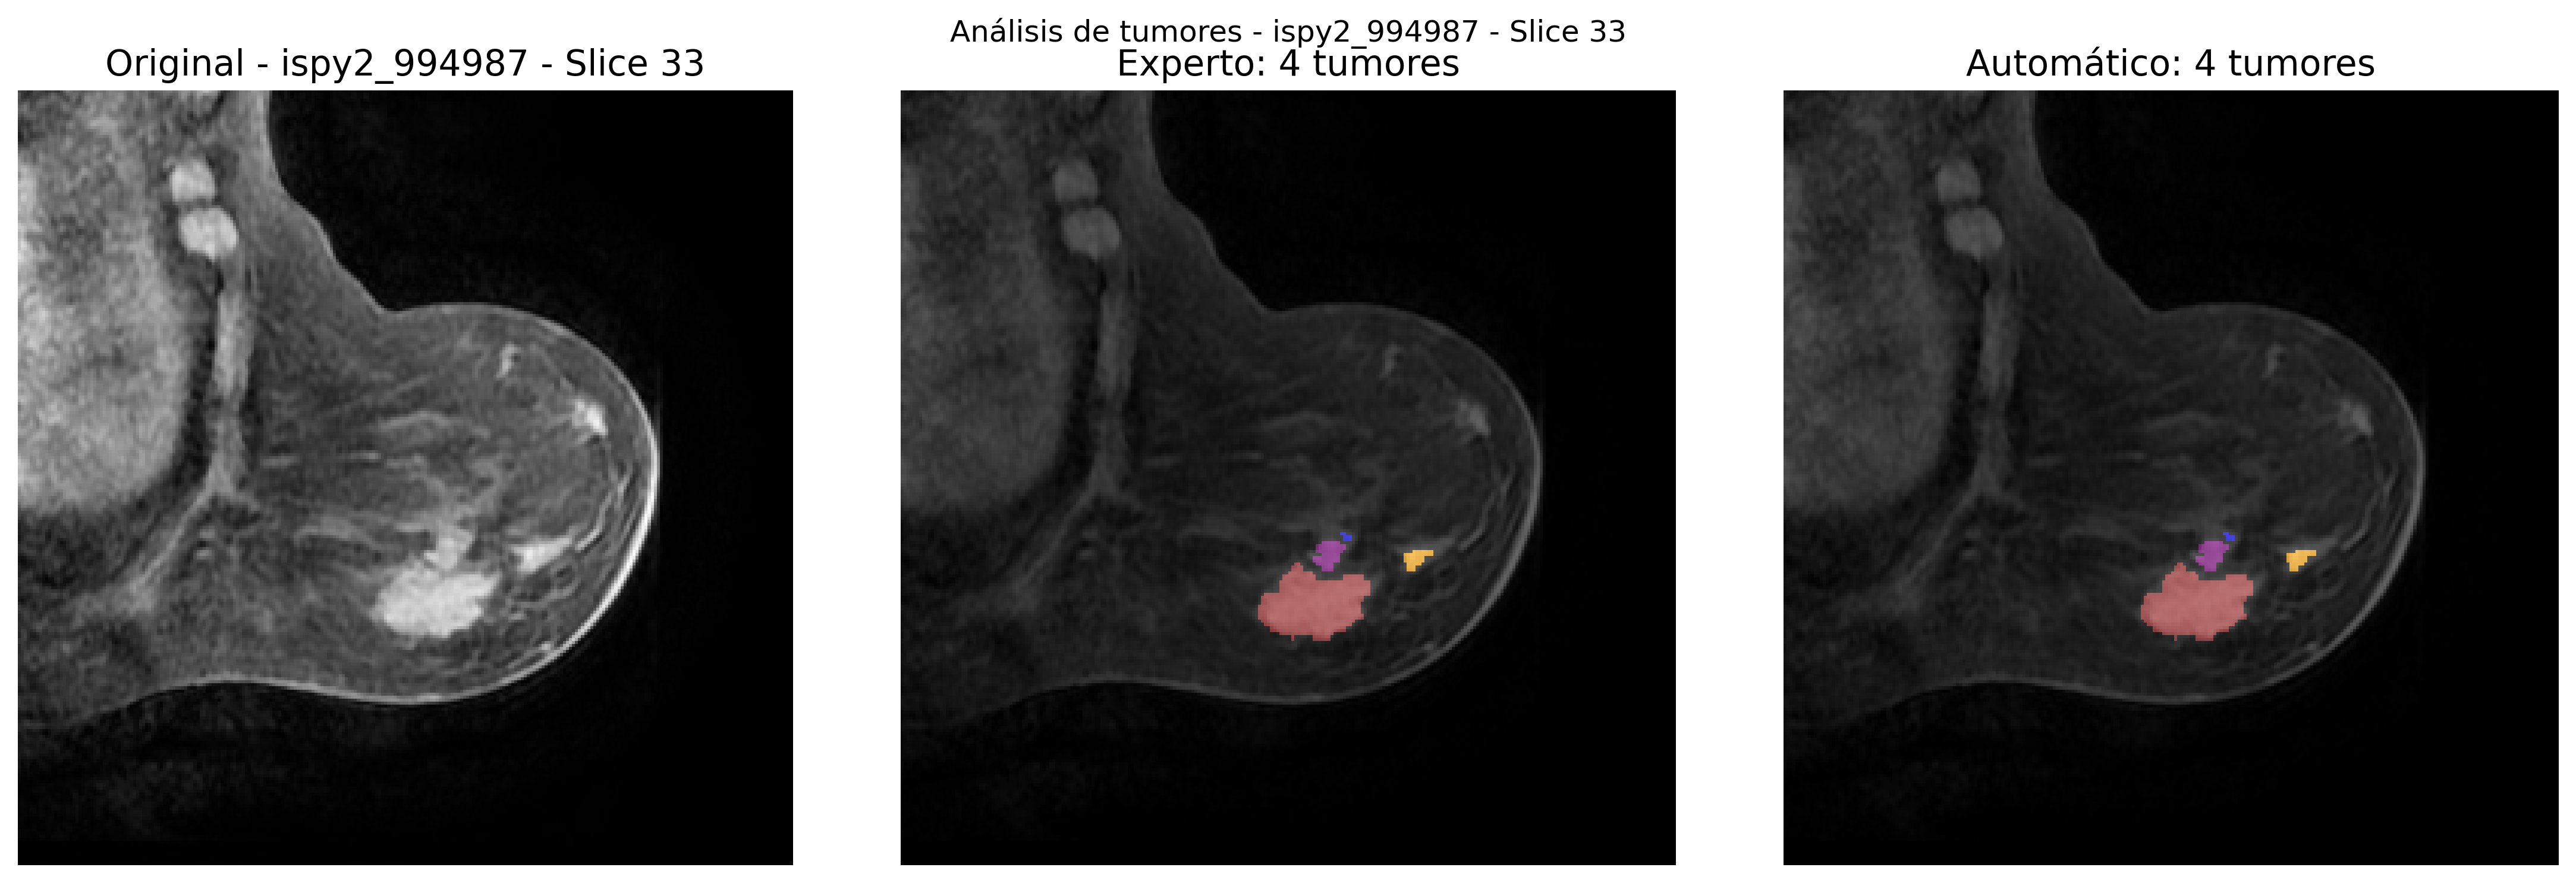 Análisis de tumores - ispy2_994987 - Slice 33
Original - ispy2_994987 - Slice 33
Experto: 4 tumores
Automático: 4 tumores